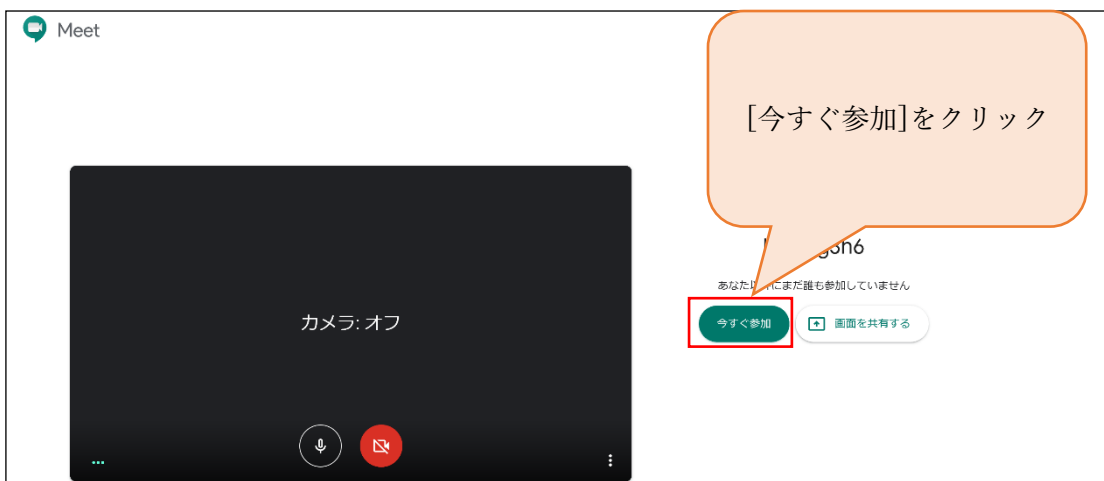 Meet
[今すぐ参加]をクリック
あなた以外にまだ誰も参加していません
今すぐ参加
画面を共有する
カメラ: オフ